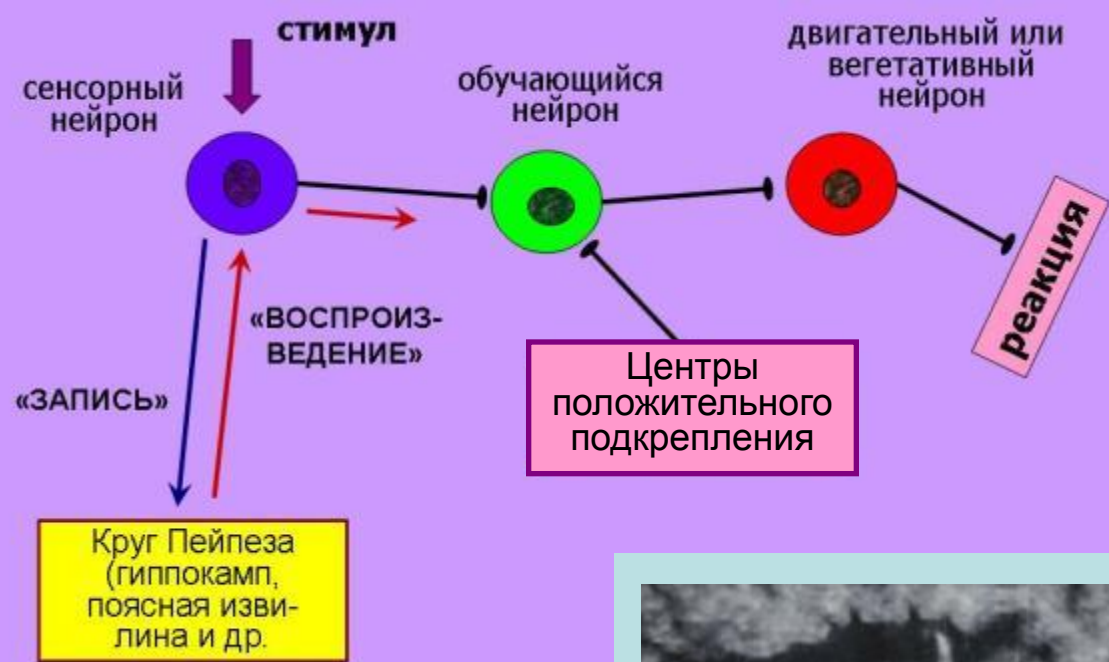 стимул
сенсорный
нейрон
обучающийся
нейрон
двигательный или
вегетативный
нейрон
реакция
«ВОСПРОИЗ-
ВЕДЕНИЕ»
«ЗАПИСЬ»
Центры
положительного
подкрепления
Круг Пейпеза
(гиппокамп,
поясная изви-
лина и др.